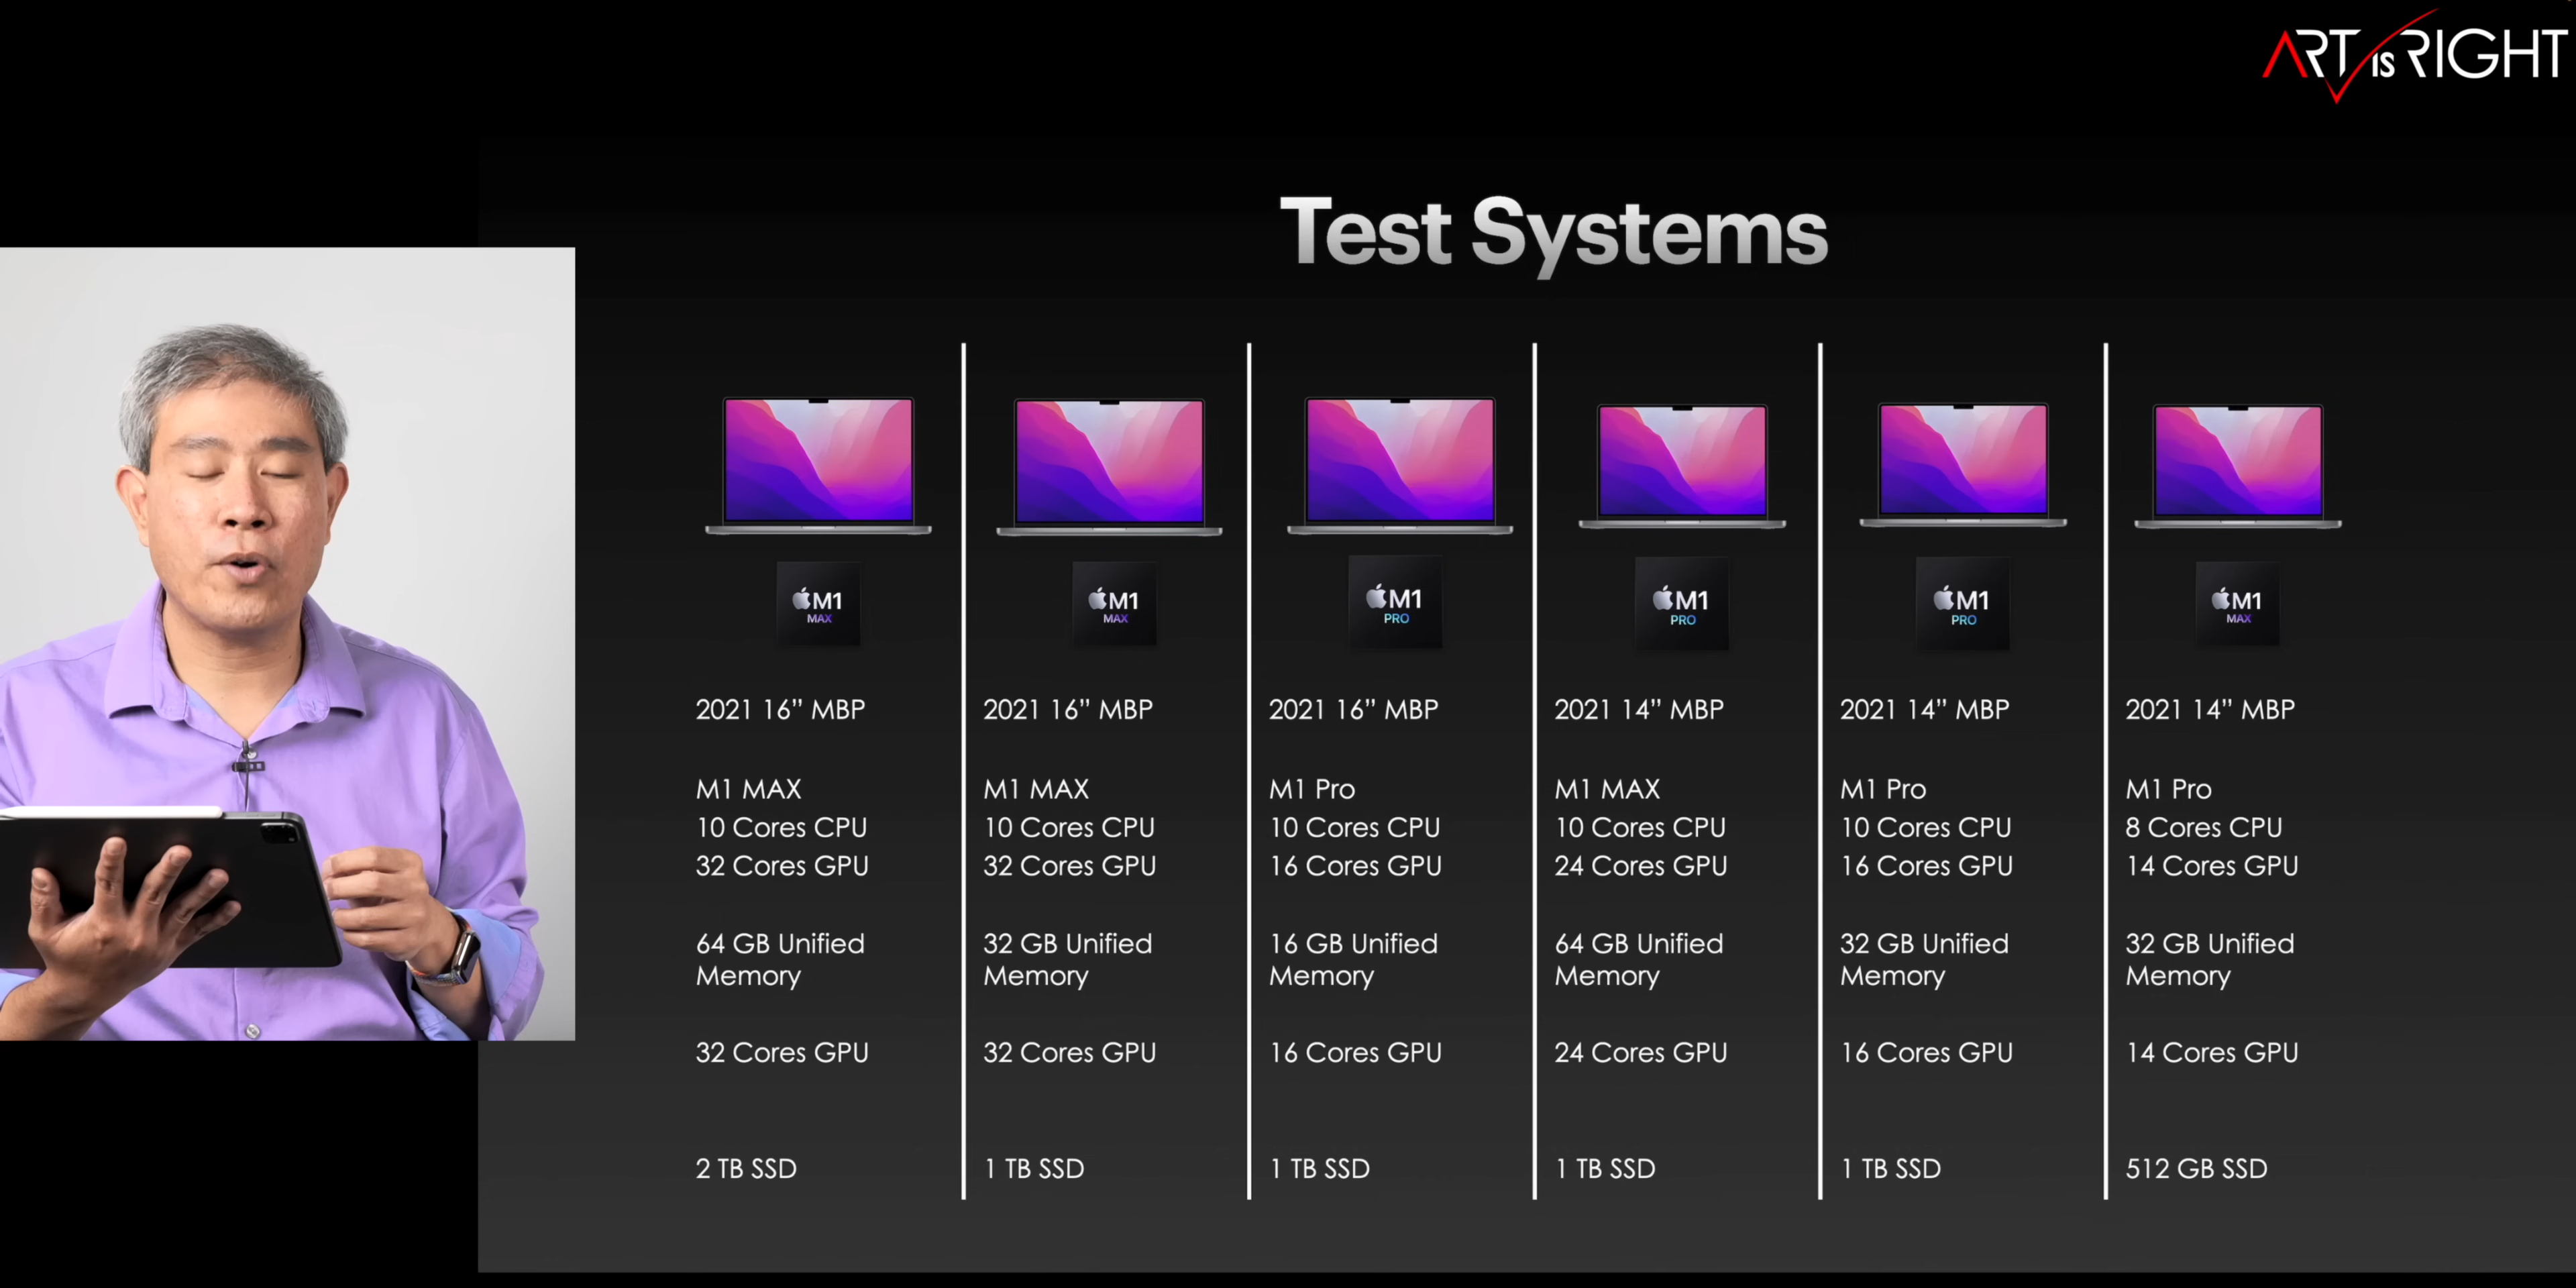 ART is RIGHT
Test Systems
M1
MAX
2021 16” MBP
M1 MAX
10 Cores CPU
32 Cores GPU
64 GB Unified
Memory
32 Cores GPU
2 TB SSD
M1
MAX
2021 16” MBP
M1 MAX
10 Cores CPU
32 Cores GPU
32 GB Unified
Memory
32 Cores GPU
1 TB SSD
M1
PRO
2021 16” MBP
M1 Pro
10 Cores CPU
16 Cores GPU
16 GB Unified
Memory
16 Cores GPU
1 TB SSD
M1
PRO
2021 14” MBP
M1 MAX
10 Cores CPU
24 Cores GPU
64 GB Unified
Memory
24 Cores GPU
1 TB SSD
M1
PRO
2021 14” MBP
M1 Pro
10 Cores CPU
16 Cores GPU
32 GB Unified
Memory
16 Cores GPU
1 TB SSD
M1
MAX
2021 14” MBP
M1 Pro
8 Cores CPU
14 Cores GPU
32 GB Unified
Memory
14 Cores GPU
512 GB SSD